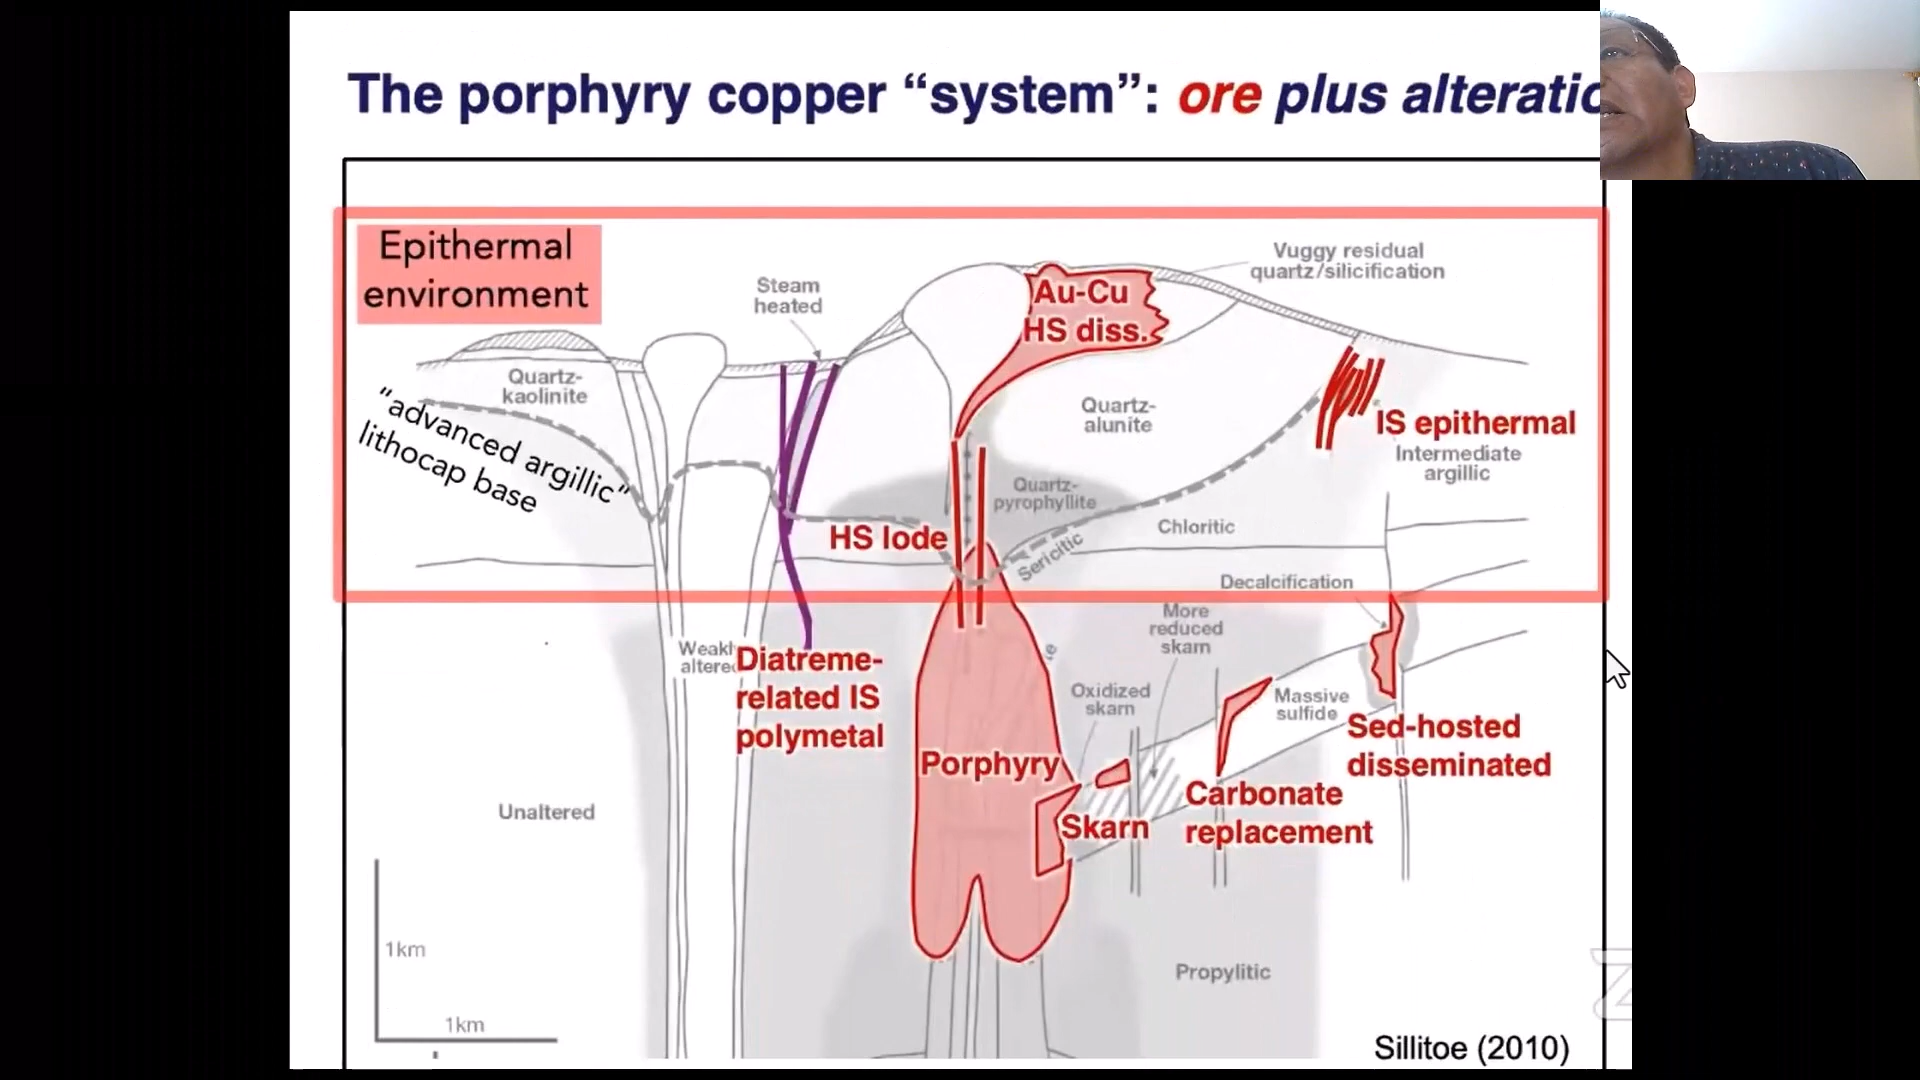 The porphyry copper “system”: ore plus alteratio
Epithermal
environment
Steam
heated
Vuggy residual
quartz/silicification
Au-Cu
HS diss.
Quartz-
kaolinite
“advanced argillic”
lithocap base
Quartz-
alunite
IS epithermal
Intermediate
argillic
Quartz-
pyrophyllite
HS lode
Sericitic
Chloritic
Decalcification
More
reduced
skarn
Diatreme-
related IS
polymetal
Oxidized
skarn
Massive
sulfide
Sed-hosted
disseminated
Porphyry
Skarn
Carbonate
replacement
Unaltered
1km
1km
Propylitic
Sillitoe (2010)